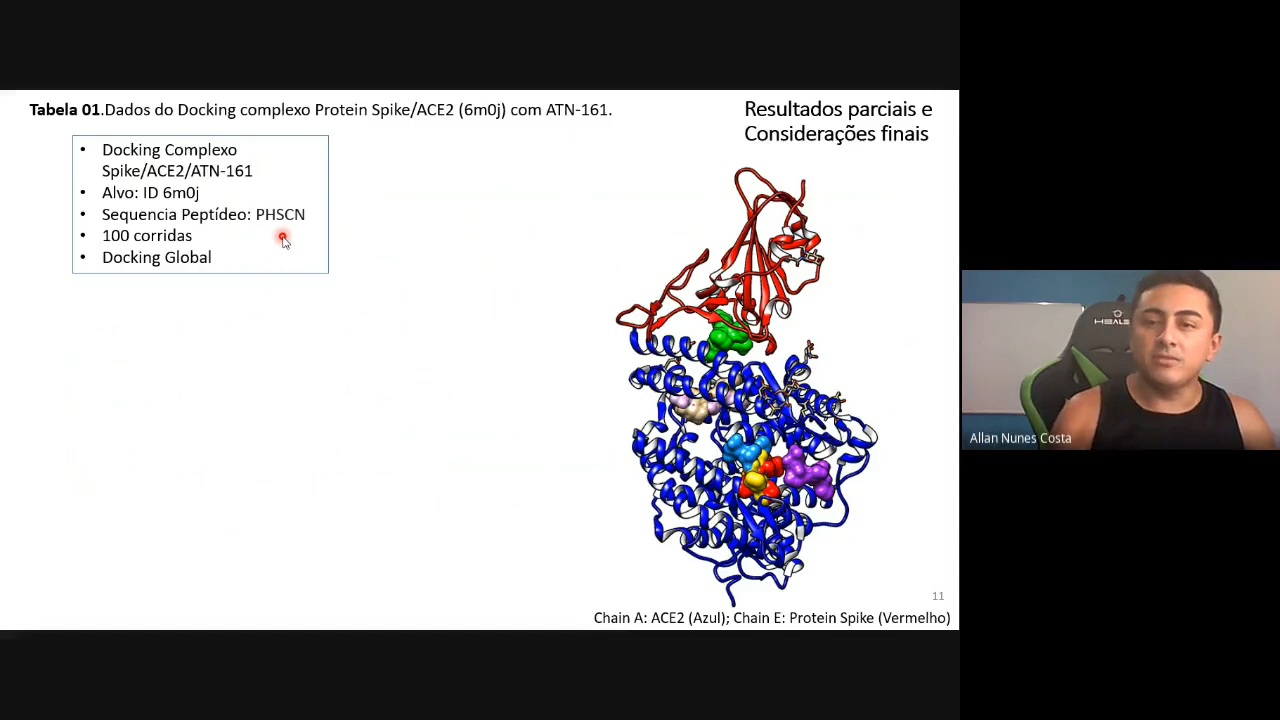 Tabela 01.Dados do Docking complexo Protein Spike/ACE2 (6m0j) com ATN-161.
Resultados parciais e
Considerações finais
• Docking Complexo
Spike/ACE2/ATN-161
• Alvo: ID 6m0j
• Sequencia Peptídeo: PHSCN
• 100 corridas
• Docking Global
11
Chain A: ACE2 (Azul); Chain E: Protein Spike (Vermelho)
Allan Nunes Costa